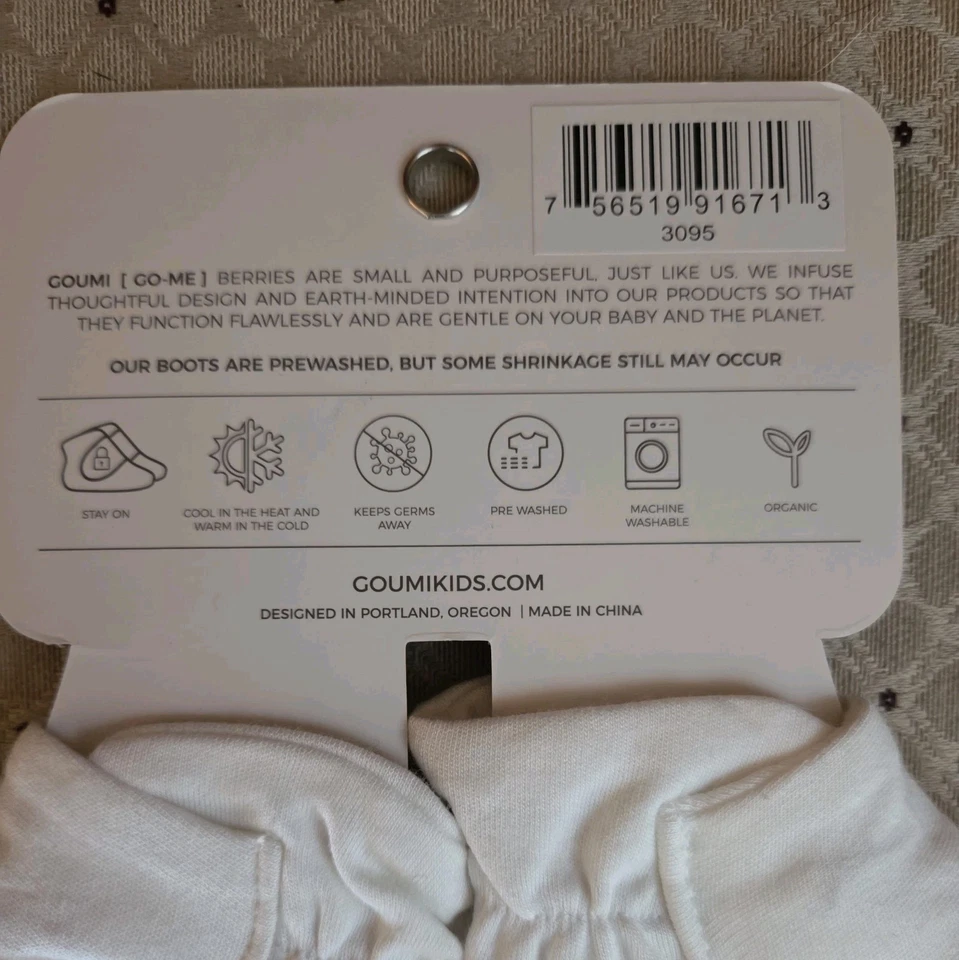 7 56519 91671 3
3095
GOUMI [ GO-ME ] BERRIES ARE SMALL AND PURPOSEFUL. JUST LIKE US. WE INFUSE
THOUGHTFUL DESIGN AND EARTH-MINDED INTENTION INTO OUR PRODUCTS SO THAT
THEY FUNCTION FLAWLESSLY AND ARE GENTLE ON YOUR BABY AND THE PLANET.
OUR BOOTS ARE PREWASHED, BUT SOME SHRINKAGE STILL MAY OCCUR
STAY ON
COOL IN THE HEAT AND
WARM IN THE COLD
KEEPS GERMS
AWAY
PRE WASHED
MACHINE
WASHABLE
ORGANIC
GOUMIKIDS.COM
DESIGNED IN PORTLAND, OREGON | MADE IN CHINA